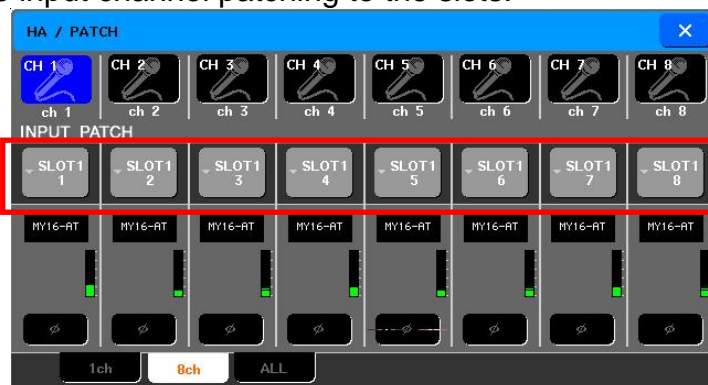 input channel patching to the slots.
HA / PATCH
CH 1 CH 2 CH 3 CH 4 CH 5 CH 6 CH 7 CH 8
ch 1 ch 2 ch 3 ch 4 ch 5 ch 6 ch 7 ch 8
INPUT PATCH
SLOT1 SLOT1 SLOT1 SLOT1 SLOT1 SLOT1 SLOT1 SLOT1
1 2 3 4 5 6 7 8
MY16-AT MY16-AT MY16-AT MY16-AT MY16-AT MY16-AT MY16-AT MY16-AT
ø ø ø ø ø ø ø ø
1ch 8ch ALL